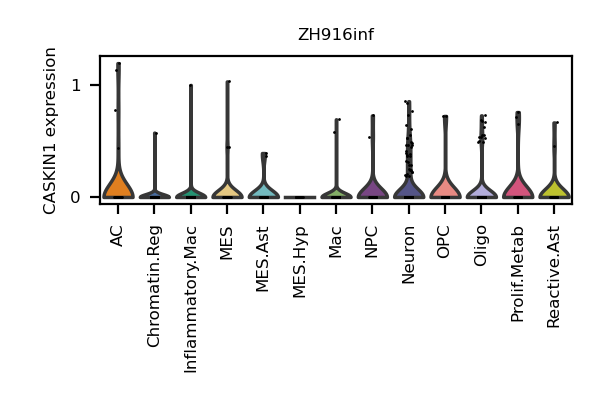 ZH916inf
CASKIN1 expression
1
0
AC
Chromatin.Reg
Inflammatory.Mac
MES
MES.Ast
MES.Hyp
Mac
NPC
Neuron
OPC
Oligo
Prolif.Metab
Reactive.Ast